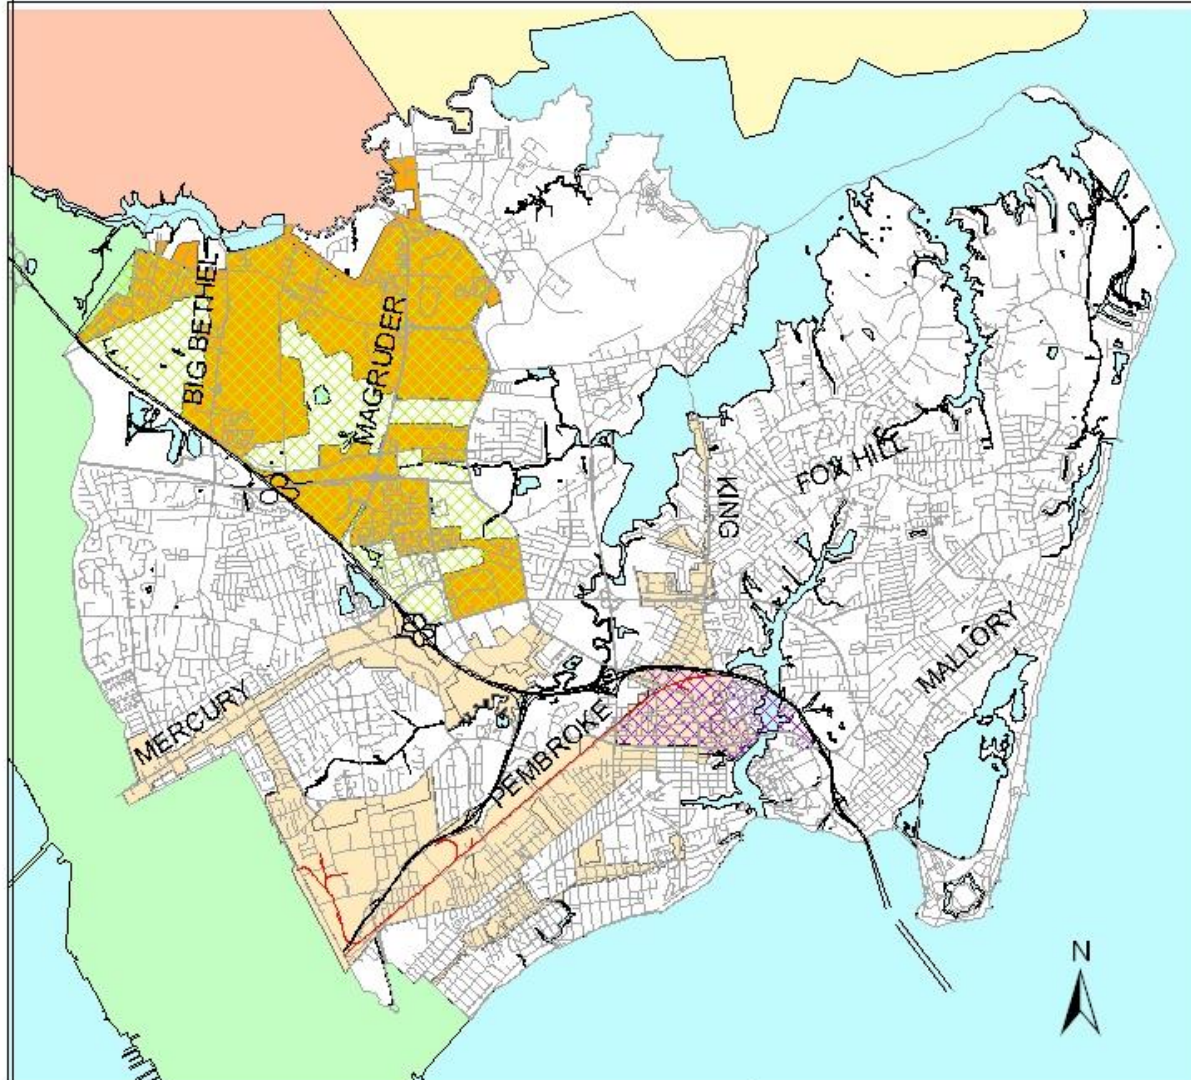 BIG BETHEL
MAGRUDER
FOX HILL
KING
MALLORY
MERCURY
PEMBROKE
N